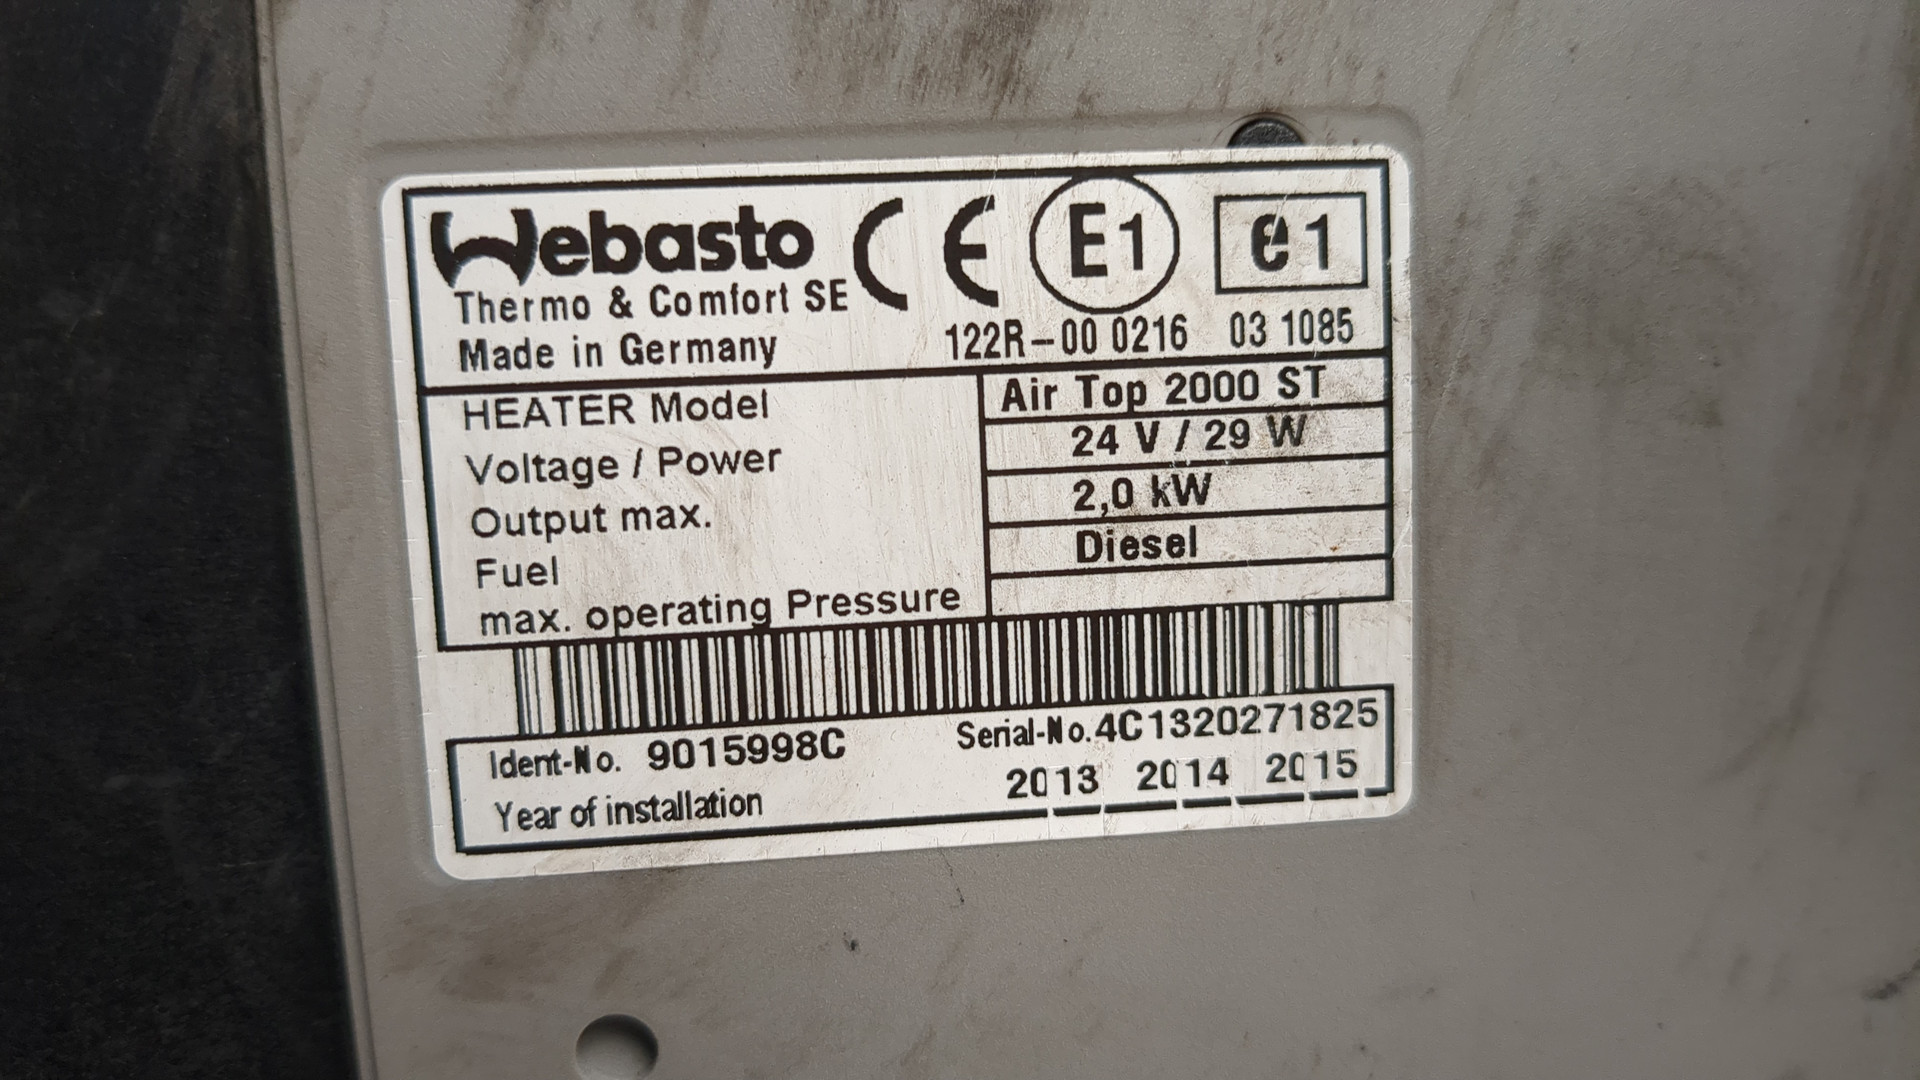 Webasto CE E1 e1
Thermo & Comfort SE
Made in Germany 122R-00 0216 03 1085
HEATER Model Air Top 2000 ST
Voltage / Power 24 V / 29 W
Output max. 2,0 kW
Fuel Diesel
max. operating Pressure
Ident-No. 9015998C Serial-No. 4C1320271825
Year of installation 2013 2014 2015